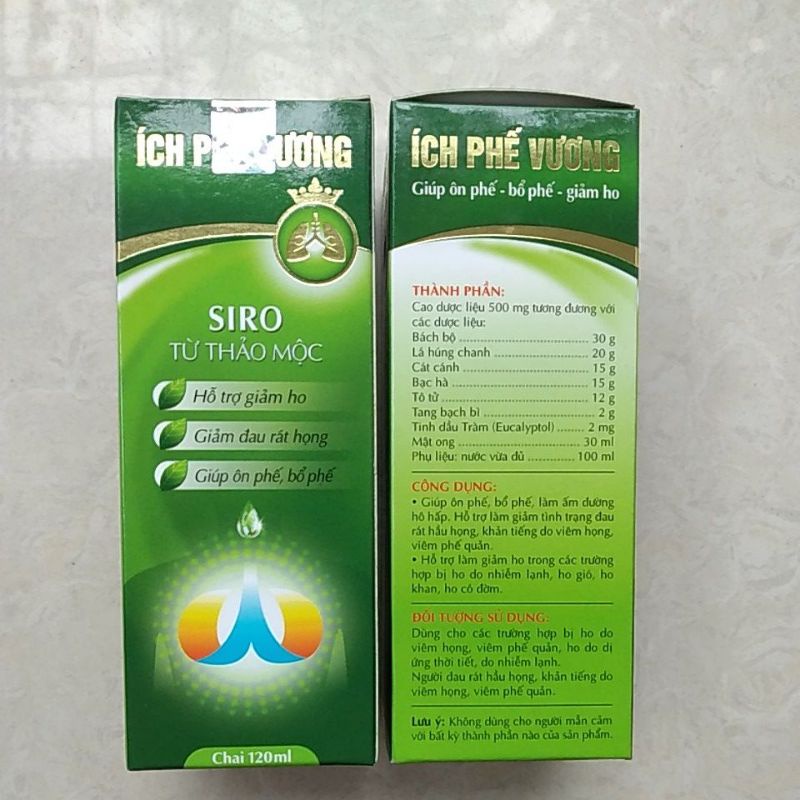 ÍCH P ƯƠNG
SIRO
TỪ THẢO MỘC
Hỗ trợ giảm ho
Giảm đau rát họng
Giúp ôn phế, bổ phế
Chai 120ml
ÍCH PHẾ VƯƠNG
Giúp ôn phế - bổ phế - giảm ho
THÀNH PHẦN:
Cao dược liệu 500 mg tương đương với
các dược liệu:
Bách bộ ........................ 30 g
Lá húng chanh ........................ 20 g
Cát cánh ........................ 15 g
Bạc hà ........................ 15 g
Tô tử ........................ 12 g
Tang bạch bì ........................ 2 g
Tinh dầu Tràm (Eucalyptol) ........ 2 mg
Mật ong ........................ 30 ml
Phụ liệu: nước vừa đủ ................ 100 ml
CÔNG DỤNG:
• Giúp ôn phế, bổ phế, làm ấm đường
hô hấp. Hỗ trợ làm giảm tình trạng đau
rát hầu họng, khản tiếng do viêm họng,
viêm phế quản.
• Hỗ trợ làm giảm ho trong các trường
hợp bị ho do nhiễm lạnh, ho gió, ho
khan, ho có đờm.
ĐỐI TƯỢNG SỬ DỤNG:
Dùng cho các trường hợp bị ho do
viêm họng, viêm phế quản, ho do dị
ứng thời tiết, do nhiễm lạnh.
Người đau rát hầu họng, khản tiếng do
viêm họng, viêm phế quản.
Lưu ý: Không dùng cho người mẫn cảm
với bất kỳ thành phần nào của sản phẩm.